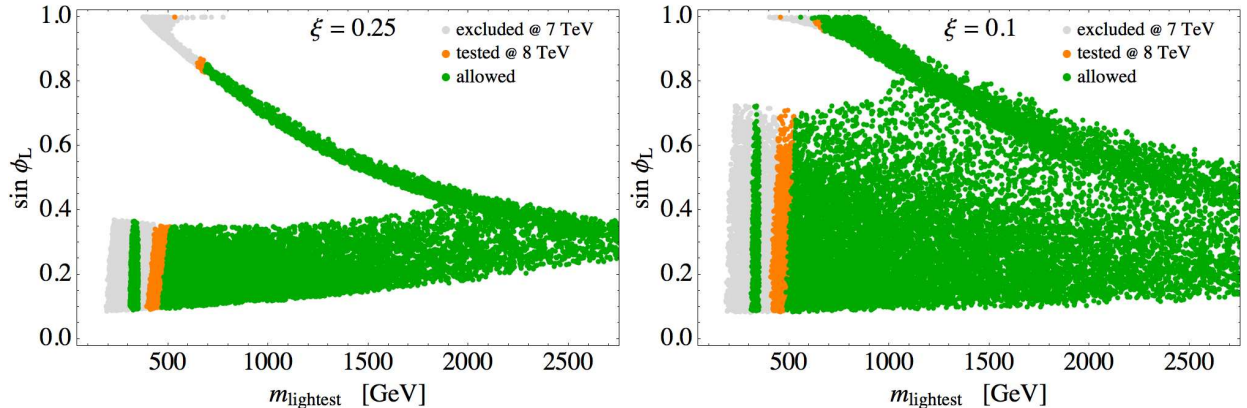 ξ = 0.25
excluded @ 7 TeV
tested @ 8 TeV
allowed
sin ϕL
1.0
0.8
0.6
0.4
0.2
0.0
500 1000 1500 2000 2500
mlightest [GeV]
ξ = 0.1
excluded @ 7 TeV
tested @ 8 TeV
allowed
sin ϕL
1.0
0.8
0.6
0.4
0.2
0.0
500 1000 1500 2000 2500
mlightest [GeV]